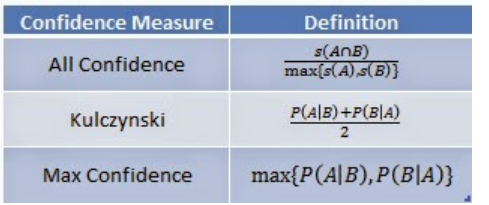 Confidence Measure Definition
All Confidence s(A∩B)/max{s(A),s(B)}
Kulczynski P(A|B)+P(B|A)/2
Max Confidence max{P(A|B), P(B|A)}